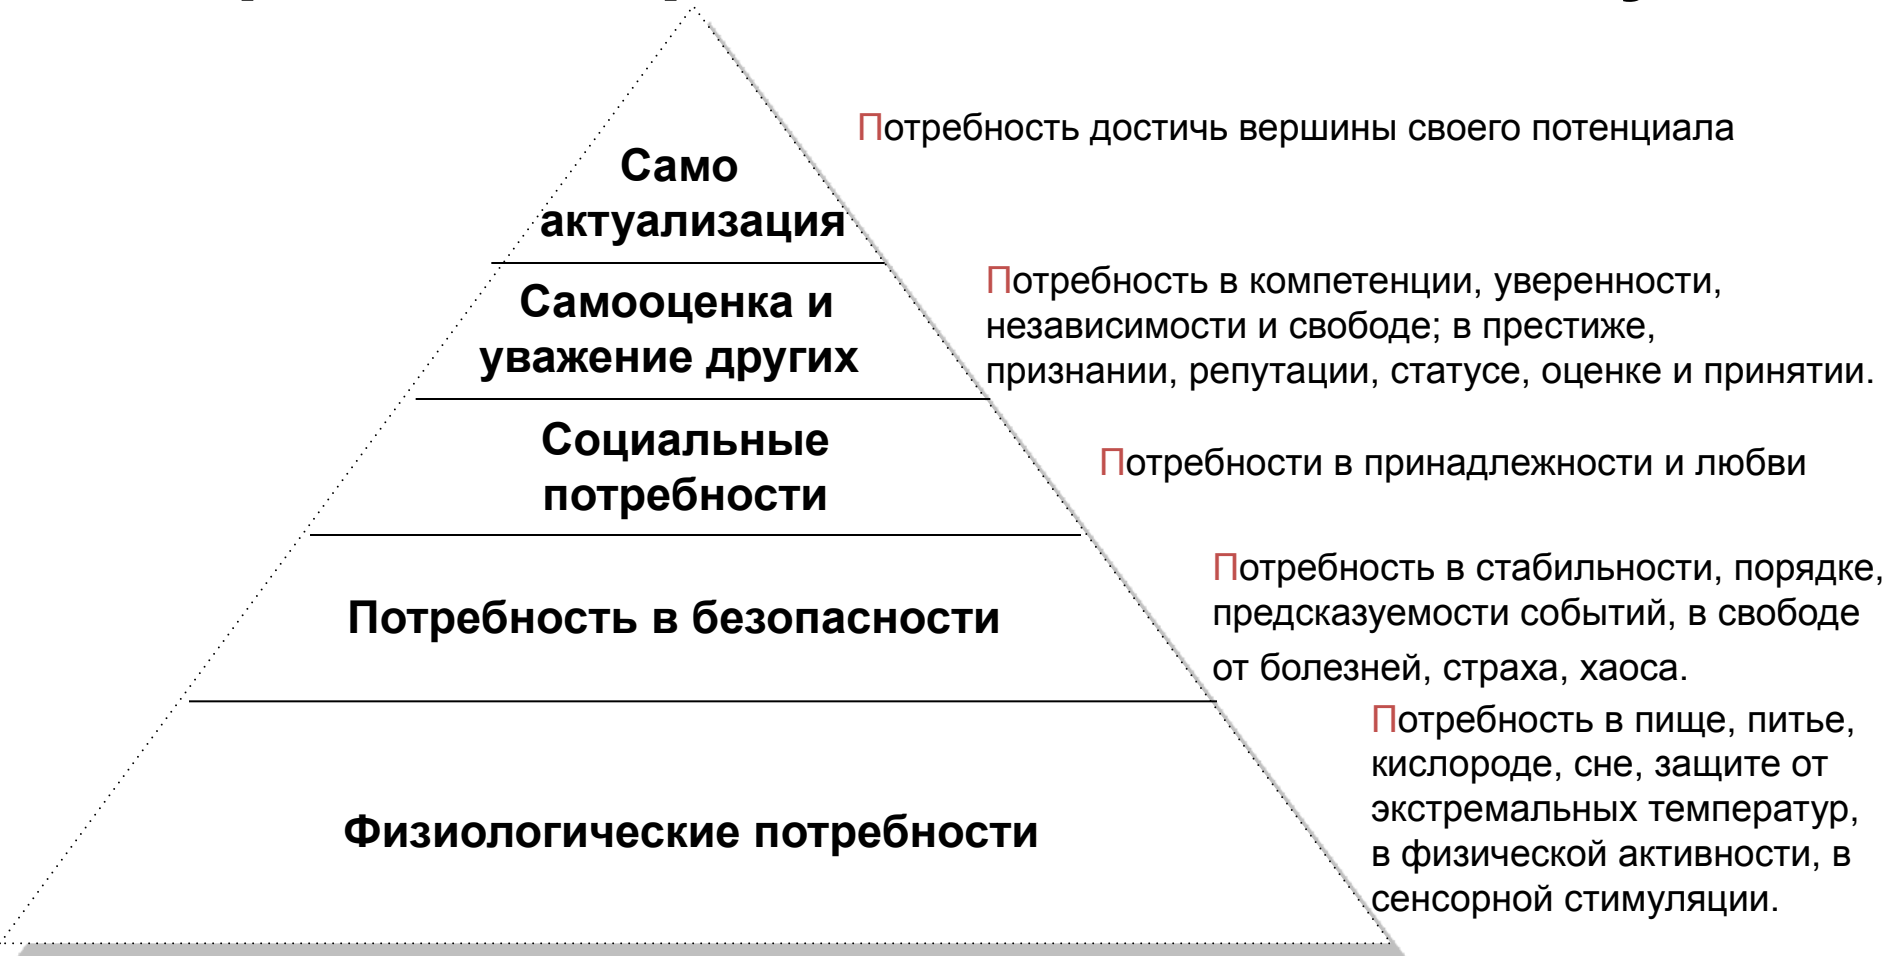 Потребность достичь вершины своего потенциала
Само
актуализация
Потребность в компетенции, уверенности,
независимости и свободе; в престиже,
признании, репутации, статусе, оценке и принятии.
Самооценка и
уважение других
Потребности в принадлежности и любви
Социальные
потребности
Потребность в стабильности, порядке,
предсказуемости событий, в свободе
от болезней, страха, хаоса.
Потребность в безопасности
Потребность в пище, питье,
кислороде, сне, защите от
экстремальных температур,
в физической активности, в
сенсорной стимуляции.
Физиологические потребности